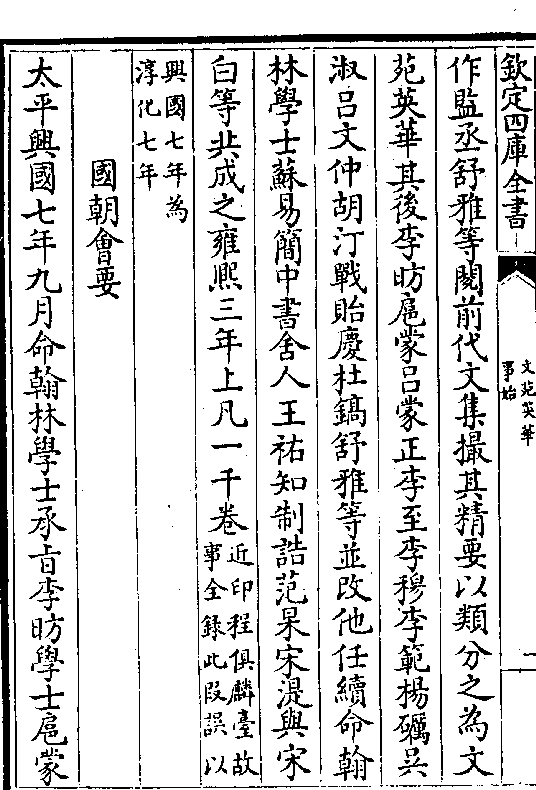 欽定四庫全書
文苑英華
事始
一
作監丞舒雅等閱前代文集撮其精要以類分之為文
苑英華其後李昉扈蒙吕蒙正李至李穆李範楊礪吳
淑吕文仲胡汀戰貽慶杜鎬舒雅等並改他任續命翰
林學士蘇易簡中書舍人王祐知制誥范杲宋湜與宋
白等共成之雍熙三年上凡一千卷近印程俱麟臺故
事全錄此段誤以
興國七年為
淳化七年
國朝會要
太平興國七年九月命翰林學士承㫖李昉學士扈蒙